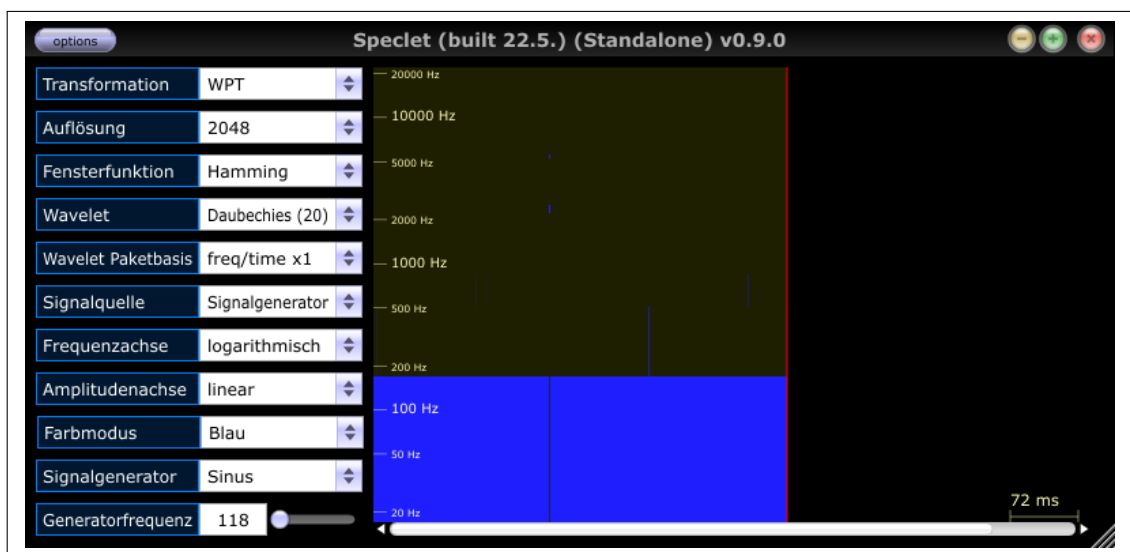 options
Speclet (built 22.5.) (Standalone) v0.9.0
Transformation WPT
Auflösung 2048
Fensterfunktion Hamming
Wavelet Daubechies (20)
Wavelet Paketbasis freq/time x1
Signalquelle Signalgenerator
Frequenzachse logarithmisch
Amplitudenachse linear
Farbmodus Blau
Signalgenerator Sinus
Generatorfrequenz 118
20000 Hz
10000 Hz
5000 Hz
2000 Hz
1000 Hz
500 Hz
200 Hz
100 Hz
50 Hz
20 Hz
72 ms